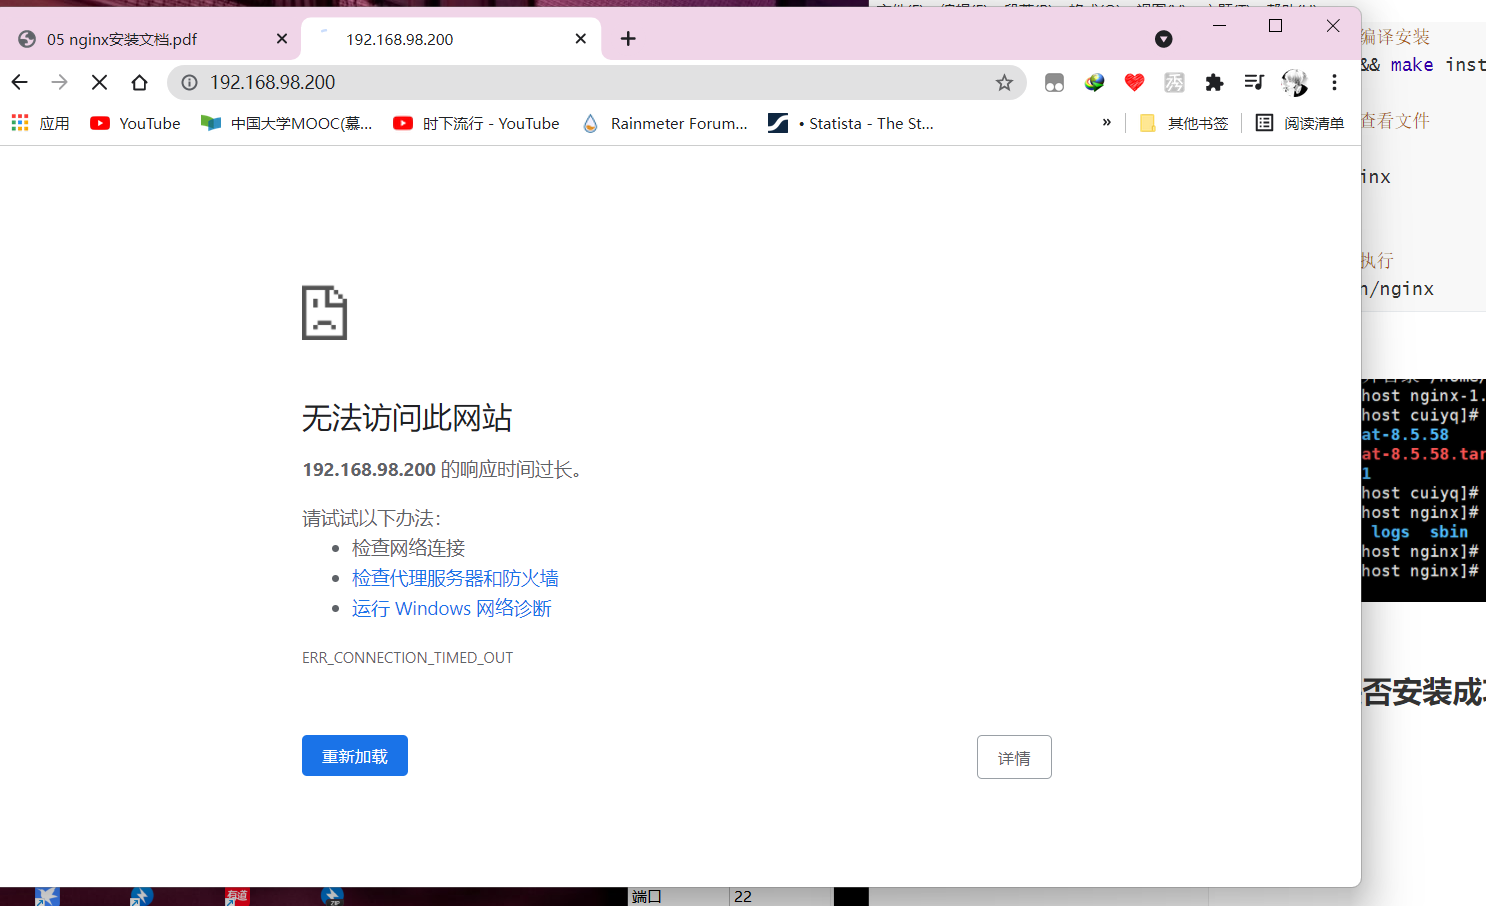 05 nginx安装文档.pdf
192.168.98.200
192.168.98.200
应用
YouTube
中国大学MOOC(慕...
时下流行 - YouTube
Rainmeter Forum...
• Statista - The St...
»
其他书签
阅读清单
无法访问此网站
192.168.98.200 的响应时间过长。
请试试以下办法：
• 检查网络连接
• 检查代理服务器和防火墙
• 运行 Windows 网络诊断
ERR_CONNECTION_TIMED_OUT
重新加载
详情
编译安装
&& make inst
查看文件
inx
执行
n/nginx
host nginx-1.
host cuiyq]#
at-8.5.58
at-8.5.58.tar
1
host cuiyq]#
host nginx]#
logs sbin
host nginx]#
host nginx]#
否安装成
有道
ZIP
端口 22